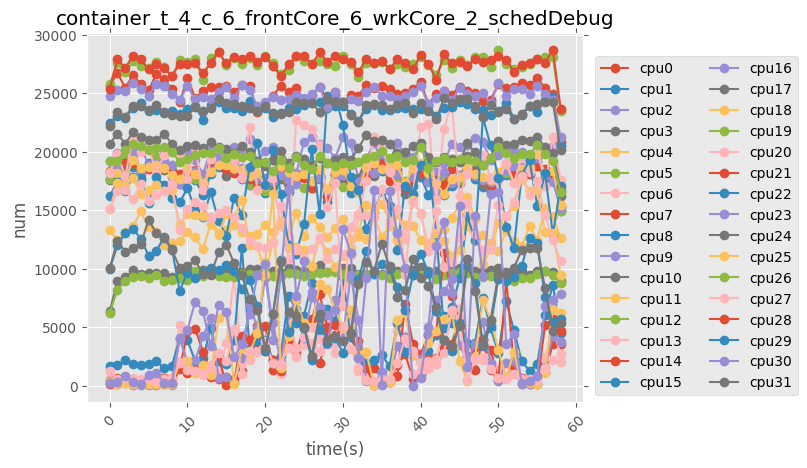 container_t_4_c_6_frontCore_6_wrkCore_2_schedDebug
num
30000
25000
20000
15000
10000
5000
0
0 10 20 30 40 50 60
time(s)
cpu0 cpu16
cpu1 cpu17
cpu2 cpu18
cpu3 cpu19
cpu4 cpu20
cpu5 cpu21
cpu6 cpu22
cpu7 cpu23
cpu8 cpu24
cpu9 cpu25
cpu10 cpu26
cpu11 cpu27
cpu12 cpu28
cpu13 cpu29
cpu14 cpu30
cpu15 cpu31